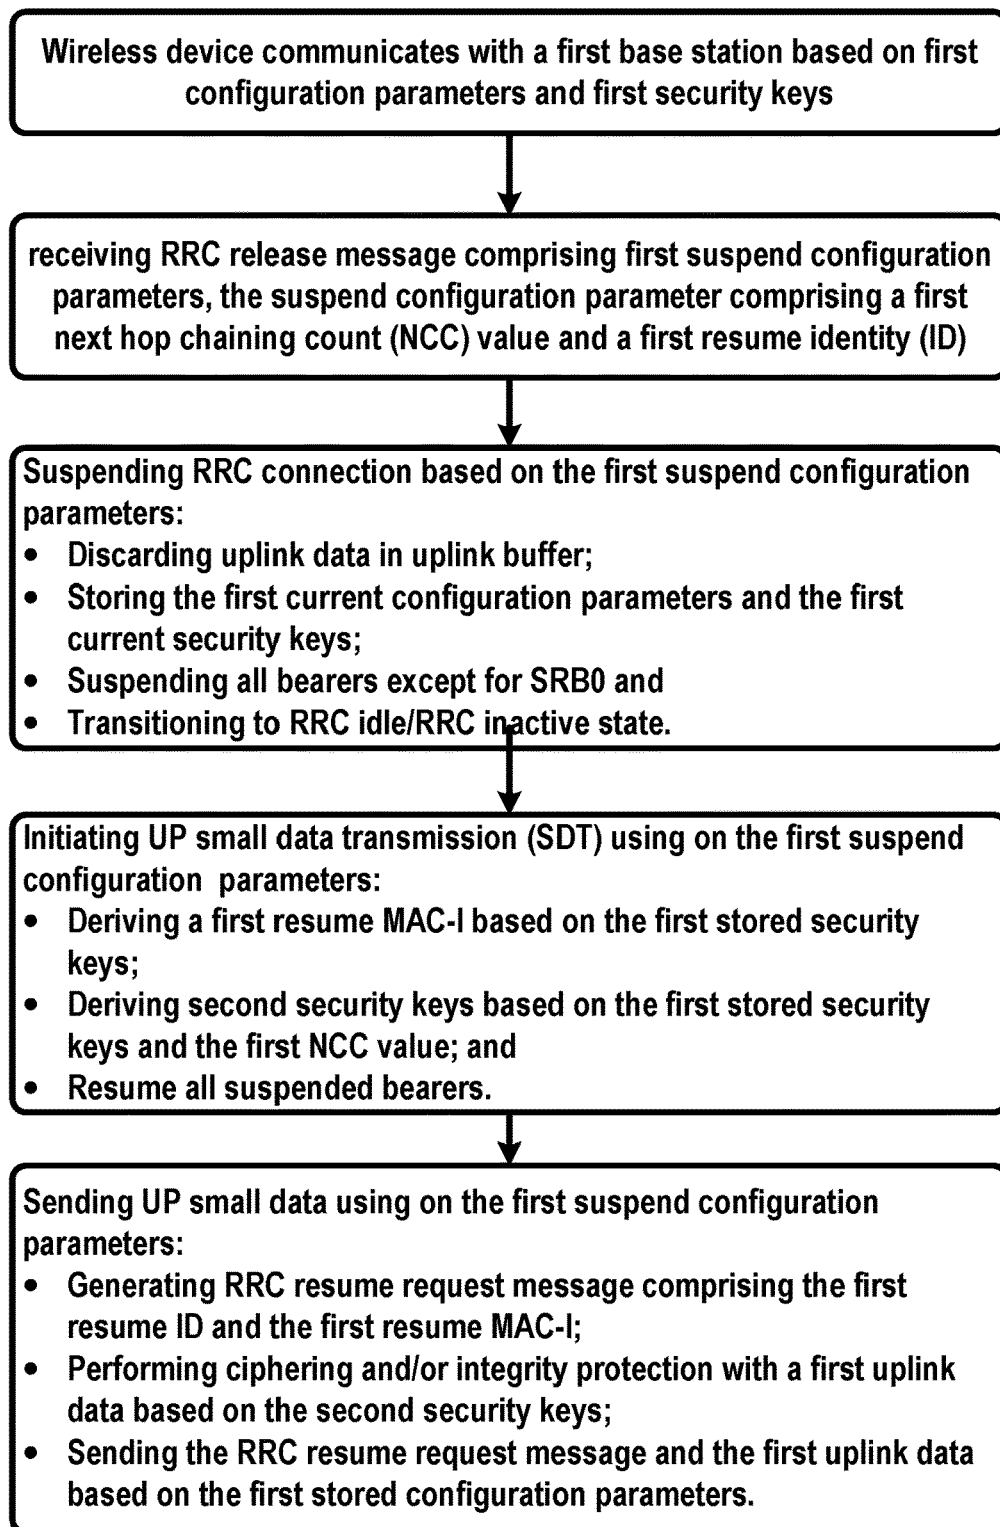 Wireless device communicates with a first base station based on first
configuration parameters and first security keys
receiving RRC release message comprising first suspend configuration
parameters, the suspend configuration parameter comprising a first
next hop chaining count (NCC) value and a first resume identity (ID)
Suspending RRC connection based on the first suspend configuration
parameters:
• Discarding uplink data in uplink buffer;
• Storing the first current configuration parameters and the first
current security keys;
• Suspending all bearers except for SRB0 and
• Transitioning to RRC idle/RRC inactive state.
Initiating UP small data transmission (SDT) using on the first suspend
configuration parameters:
• Deriving a first resume MAC-I based on the first stored security
keys;
• Deriving second security keys based on the first stored security
keys and the first NCC value; and
• Resume all suspended bearers.
Sending UP small data using on the first suspend configuration
parameters:
• Generating RRC resume request message comprising the first
resume ID and the first resume MAC-I;
• Performing ciphering and/or integrity protection with a first uplink
data based on the second security keys;
• Sending the RRC resume request message and the first uplink data
based on the first stored configuration parameters.